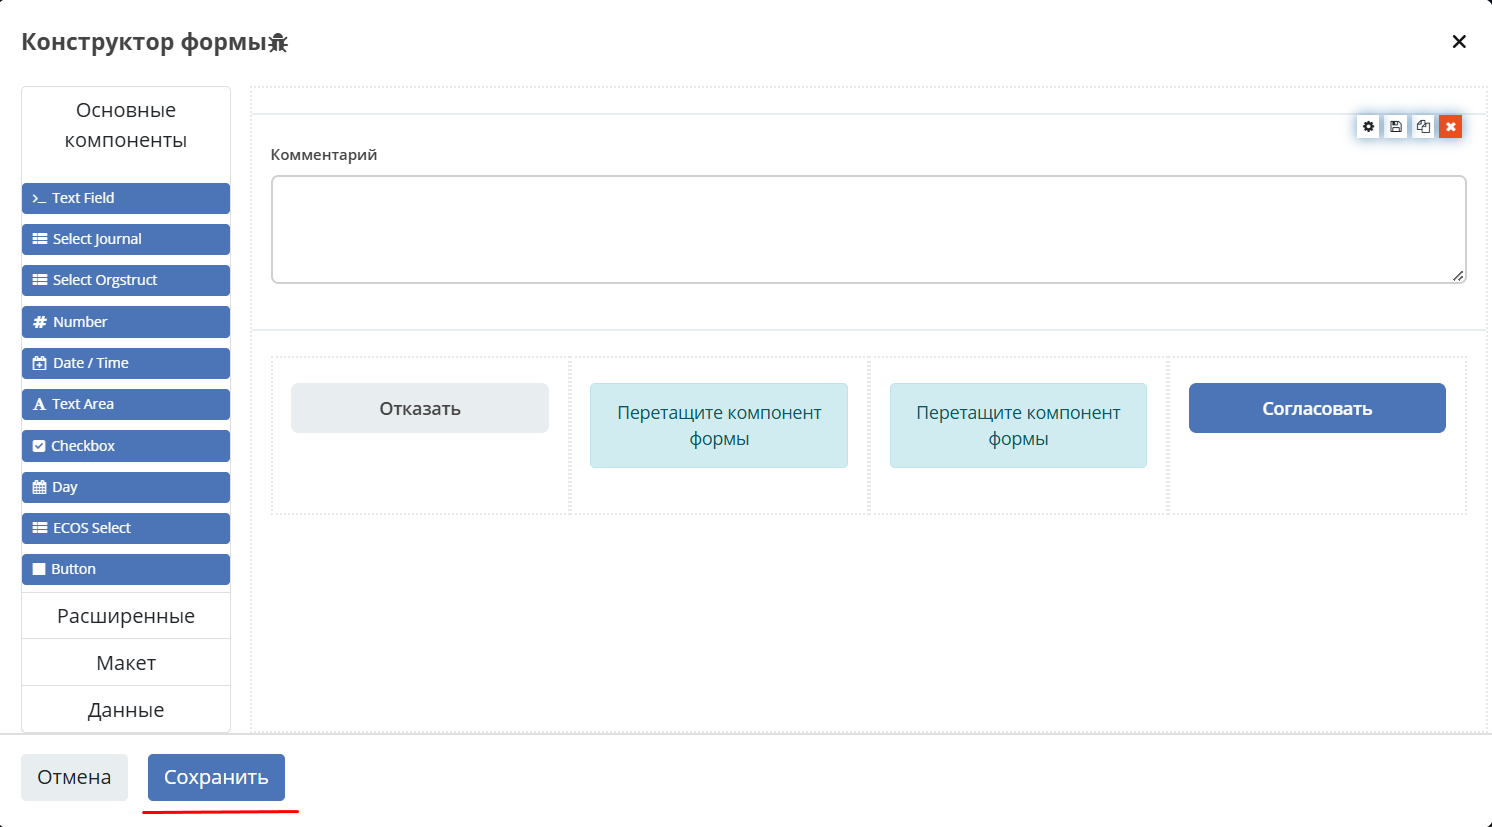 Конструктор формы
Основные
компоненты
Text Field
Select Journal
Select Orgstruct
Number
Date / Time
Text Area
Checkbox
Day
ECOS Select
Button
Расширенные
Макет
Данные
Комментарий
Отказать
Перетащите компонент
формы
Перетащите компонент
формы
Согласовать
Отмена
Сохранить